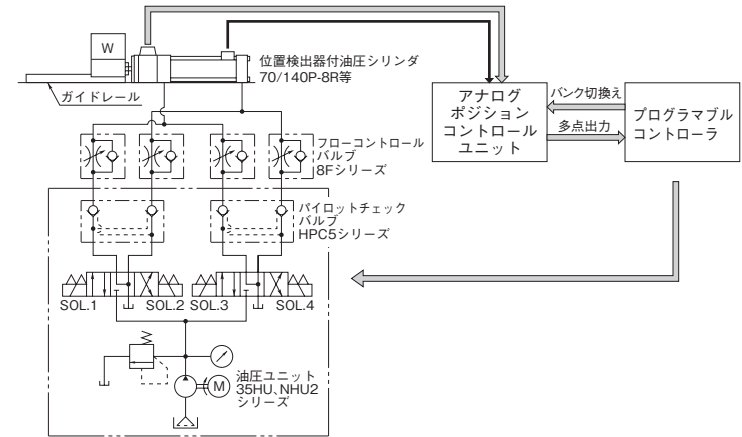 W
位置検出器付油圧シリンダ
70/140P-8R等
ガイドレール
アナログ
ポジション
コントロール
ユニット
バンク切換え
多点出力
プログラマブル
コントローラ
フローコントロール
バルブ
8Fシリーズ
パイロットチェック
バルブ
HPC5シリーズ
SOL.1
SOL.2
SOL.3
SOL.4
油圧ユニット
35HU、NHU2
シリーズ
M